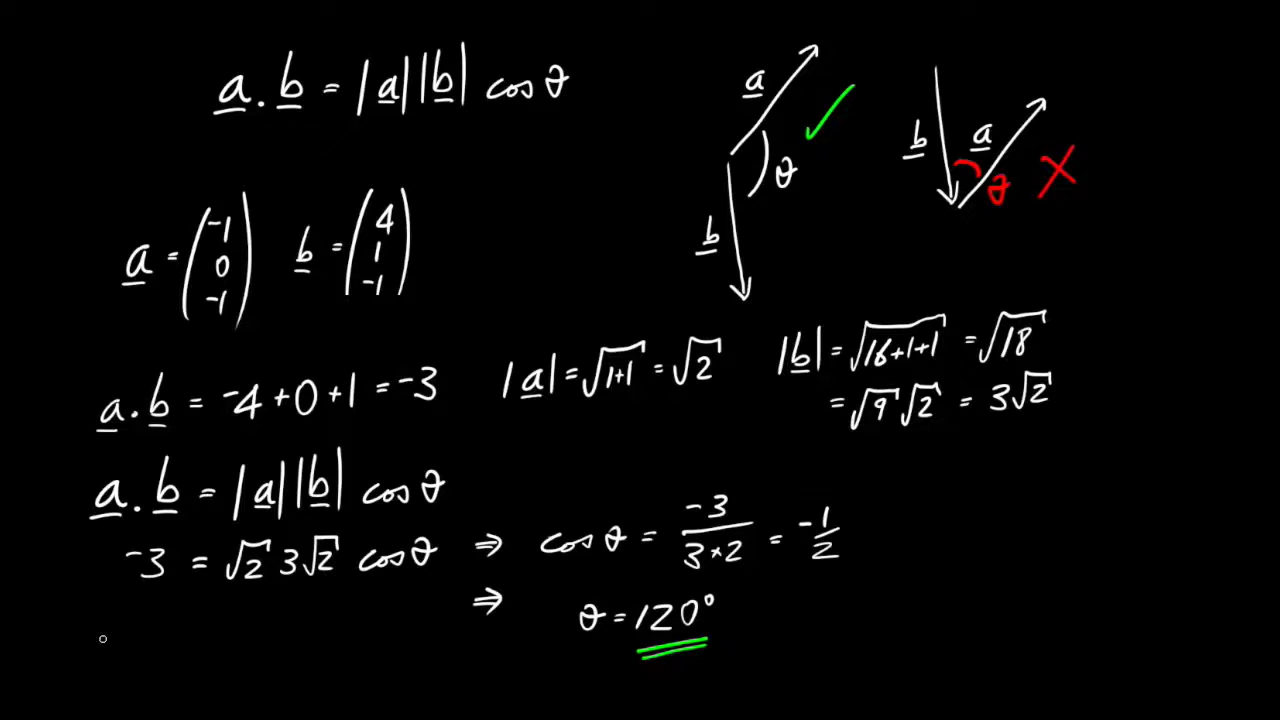 a . b = |a| |b| cos θ
a
θ
b
b
a
θ
a = (-1 0 -1) b = (4 1 -1)
a . b = -4 + 0 + 1 = -3
|a| = √1+1 = √2
|b| = √16+1+1 = √18
= √9 √2 = 3√2
a . b = |a| |b| cos θ
-3 = √2 3√2 cos θ ⇒ cos θ = -3 / 3×2 = -1/2
⇒ θ = 120°